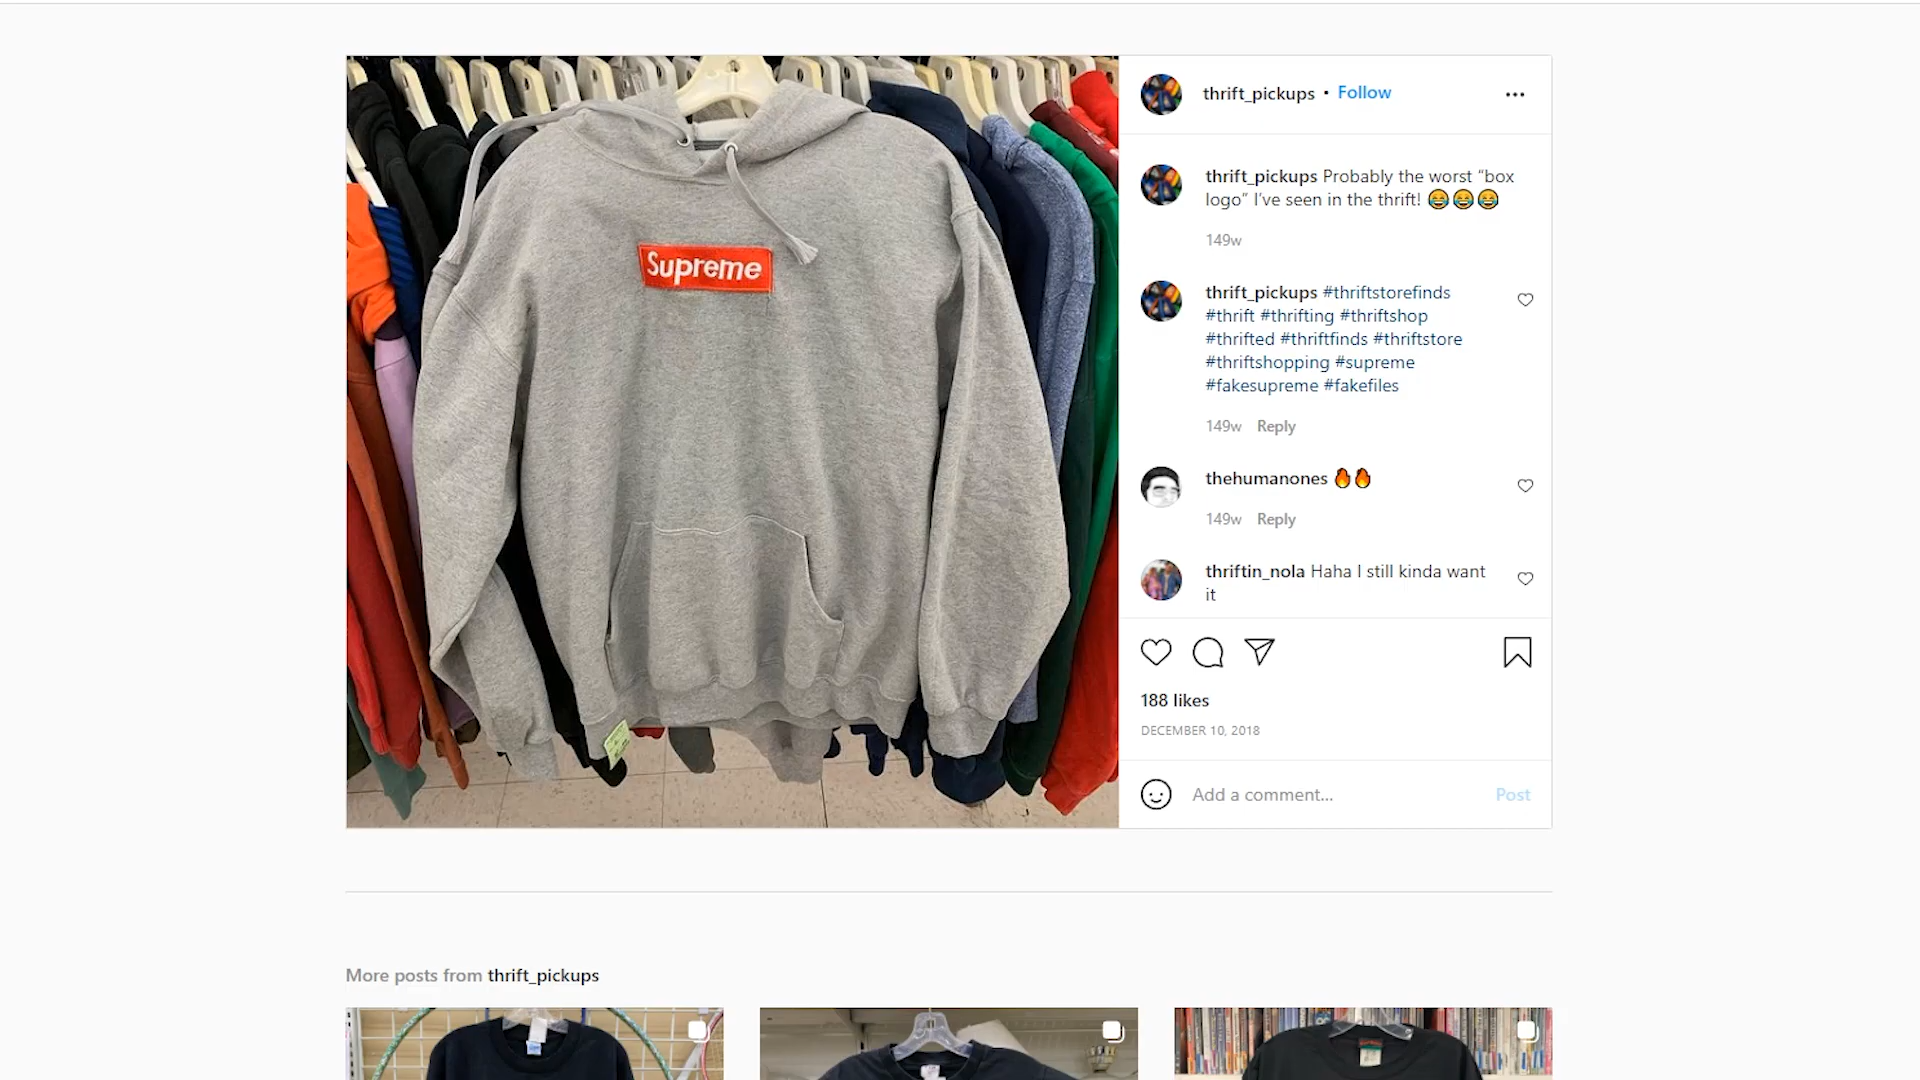 Supreme
thrift_pickups • Follow
thrift_pickups Probably the worst “box
logo” I’ve seen in the thrift! 😂😂😂
149w
thrift_pickups #thriftstorefinds
#thrift #thrifting #thriftshop
#thrifted #thriftfinds #thriftstore
#thriftshopping #supreme
#fakesupreme #fakefiles
149w Reply
thehumanones 🔥🔥
149w Reply
thriftin_nola Haha I still kinda want
it
188 likes
DECEMBER 10, 2018
Add a comment... Post
More posts from thrift_pickups